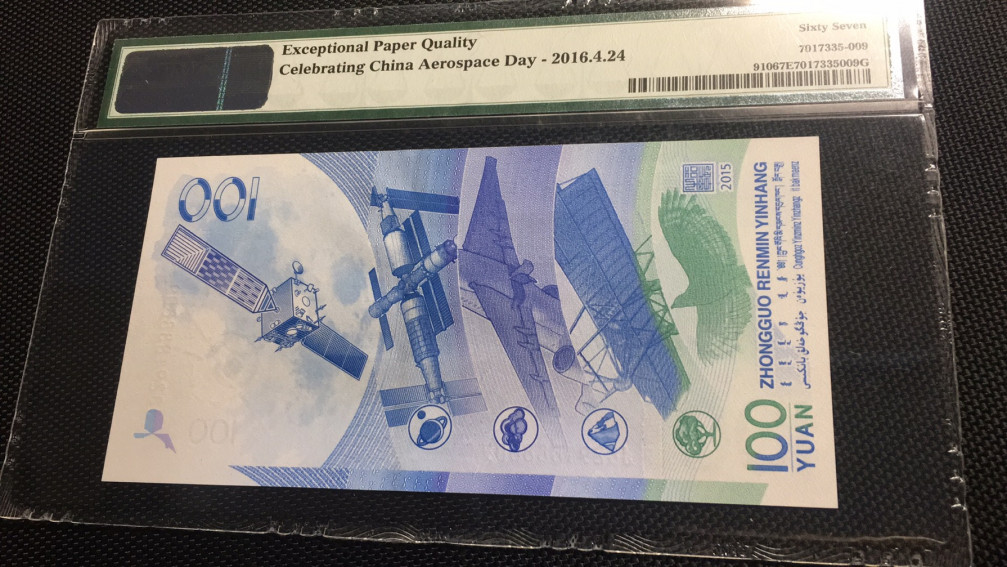 Exceptional Paper Quality
Celebrating China Aerospace Day - 2016.4.24
Sixty Seven
7017335-009
91067E7017335009G
100
2015
ZHONGGUO RENMIN YINHANG
100
YUAN